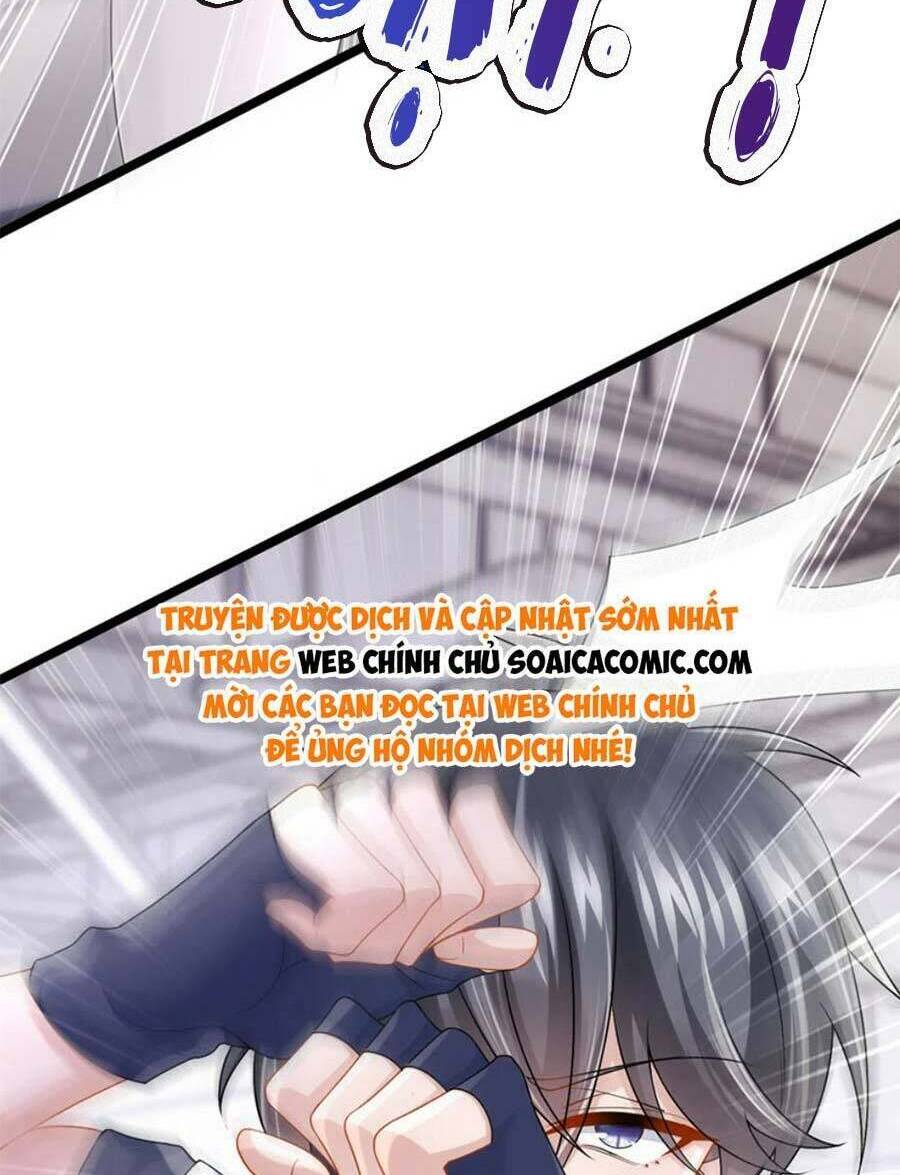 TRUYỆN ĐƯỢC DỊCH VÀ CẬP NHẬT SỚM NHẤT
TẠI TRANG WEB CHÍNH CHỦ SOAICACOMIC.COM
MỜI CÁC BẠN ĐỌC TẠI WEB CHÍNH CHỦ
ĐỂ ỦNG HỘ NHÓM DỊCH NHÉ!